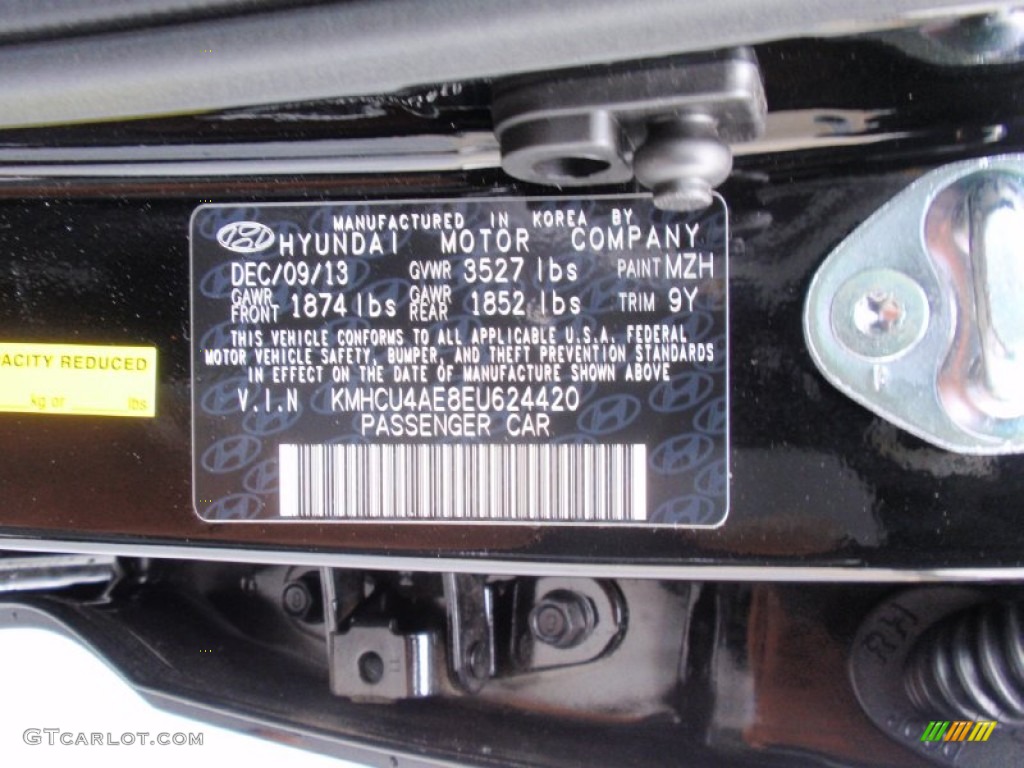 MANUFACTURED IN KOREA BY
HYUNDAI MOTOR COMPANY
DEC/09/13 GVWR 3527 lbs PAINT MZH
GAWR FRONT 1874 lbs GAWR REAR 1852 lbs TRIM 9Y
THIS VEHICLE CONFORMS TO ALL APPLICABLE U.S.A. FEDERAL
MOTOR VEHICLE SAFETY, BUMPER, AND THEFT PREVENTION STANDARDS
IN EFFECT ON THE DATE OF MANUFACTURE SHOWN ABOVE
V.I.N KMHCU4AE8EU624420
PASSENGER CAR
ACITY REDUCED
kg or ___ lbs
F
GTCARLOT.COM